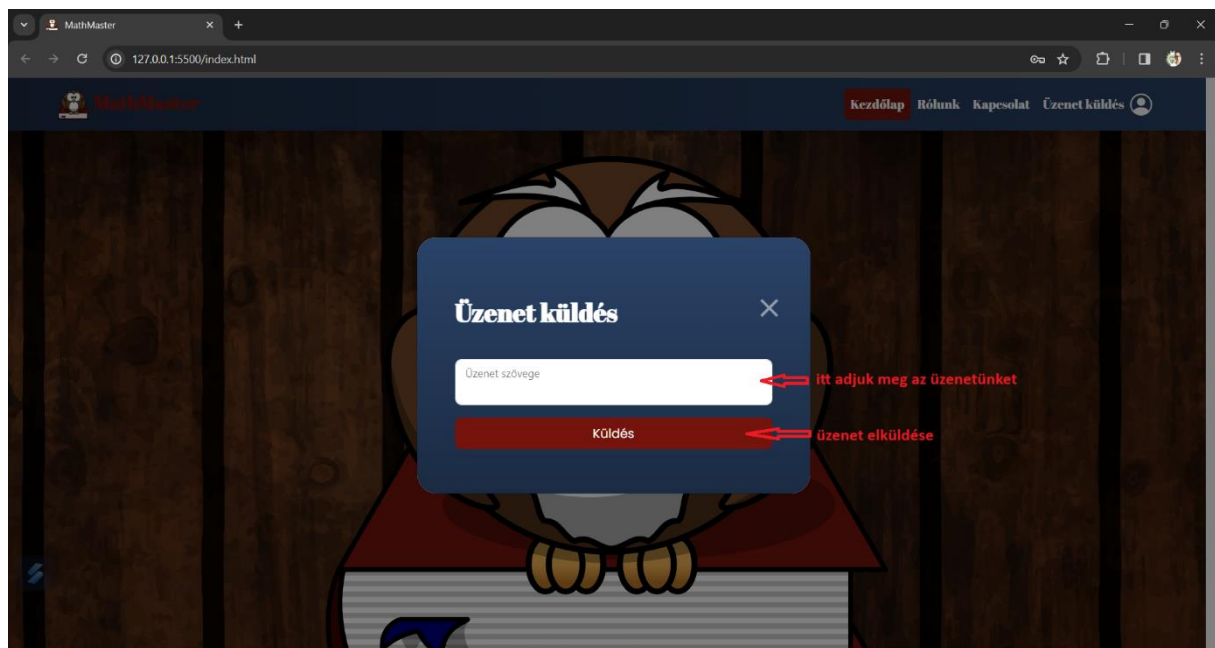 MathMaster
127.0.0.1:5500/index.html
MathMaster
Kezdőlap Rólunk Kapcsolat Üzenet küldés
Üzenet küldés
Üzenet szövege
itt adjuk meg az üzenetünket
Küldés
üzenet elküldése